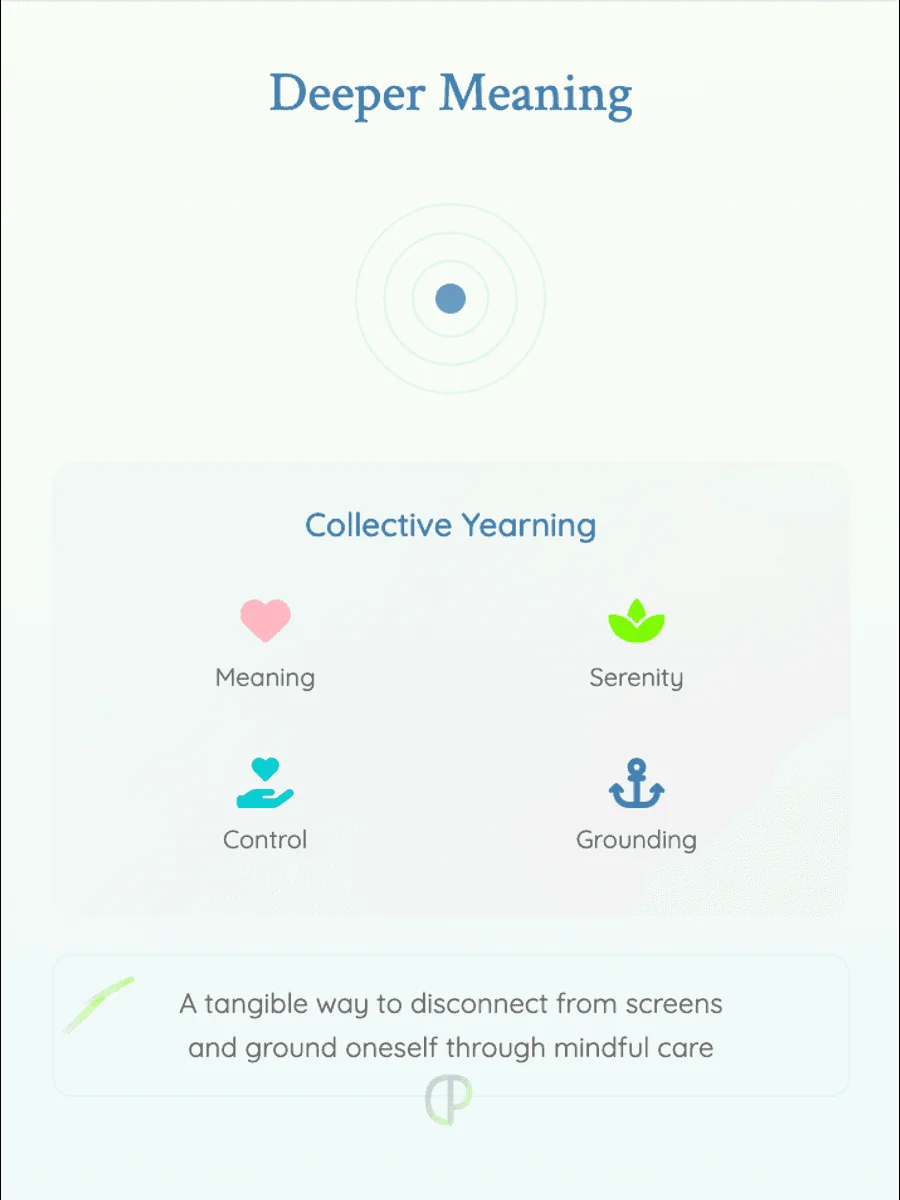 Deeper Meaning
Collective Yearning
Meaning
Serenity
Control
Grounding
A tangible way to disconnect from screens
and ground oneself through mindful care